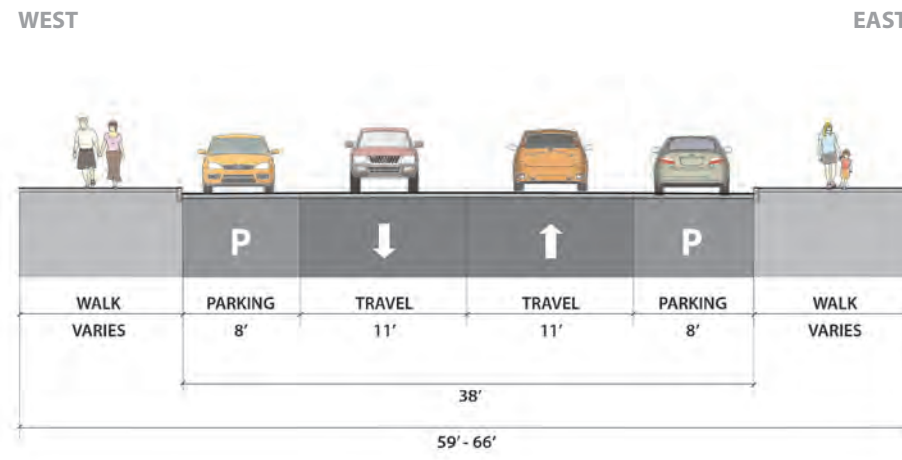 WEST EAST
P P
WALK PARKING TRAVEL TRAVEL PARKING WALK
VARIES 8' 11' 11' 8' VARIES
38'
59' - 66'